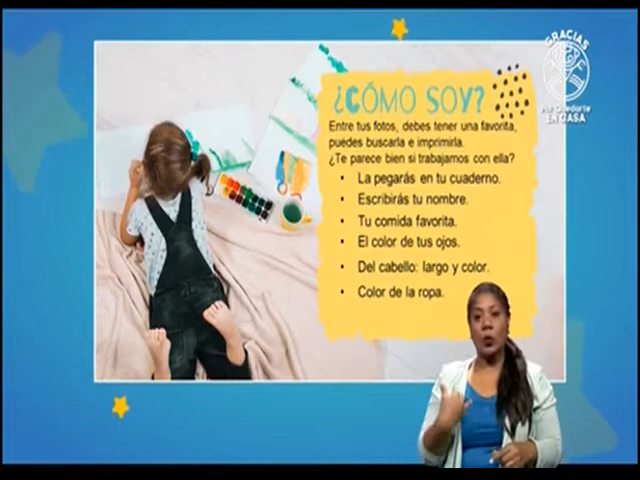 GRACIAS
Por Quedarte
EN CASA
¿CÓMO SOY?
Entre tus fotos, debes tener una favorita,
puedes buscarla e imprimirla.
¿Te parece bien si trabajamos con ella?
• La pegarás en tu cuaderno.
• Escribirás tu nombre.
• Tu comida favorita.
• El color de tus ojos.
• Del cabello: largo y color.
• Color de la ropa.